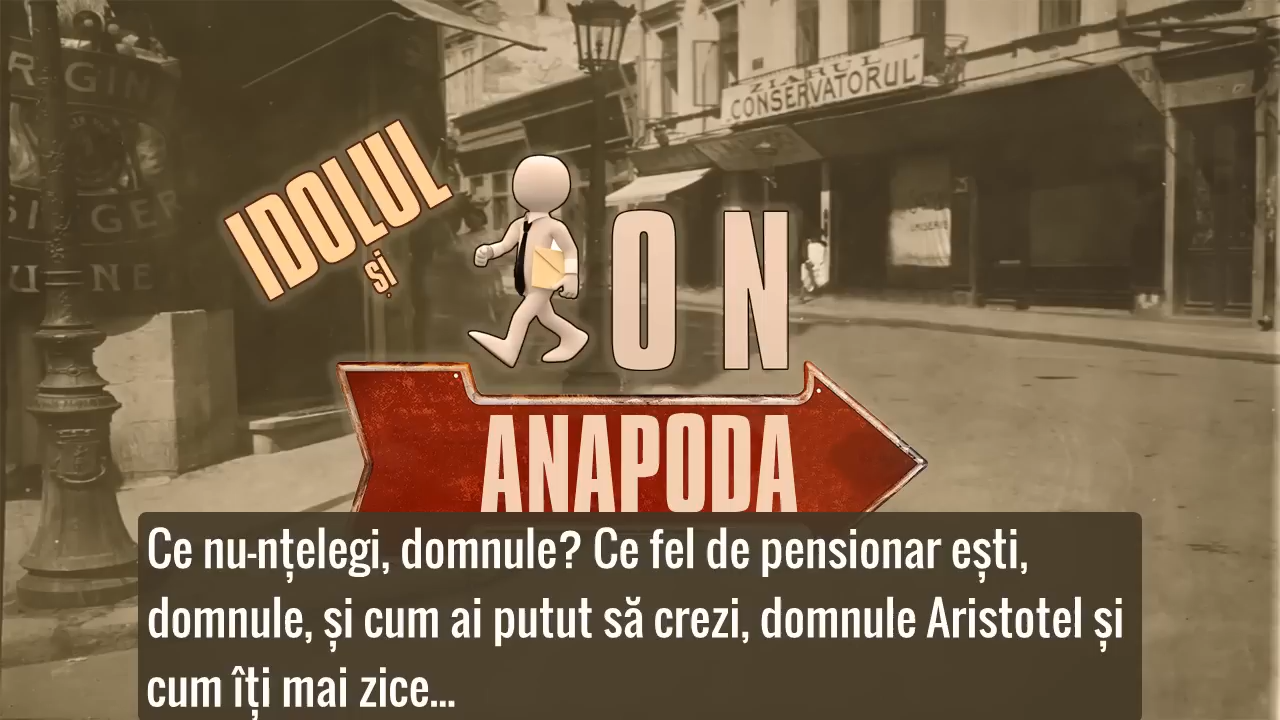 ZIARUL
"CONSERVATORUL"
IDOLUL
și
ION
ANAPODA
Ce nu-nțelegi, domnule? Ce fel de pensionar ești,
domnule, și cum ai putut să crezi, domnule Aristotel și
cum îți mai zice...